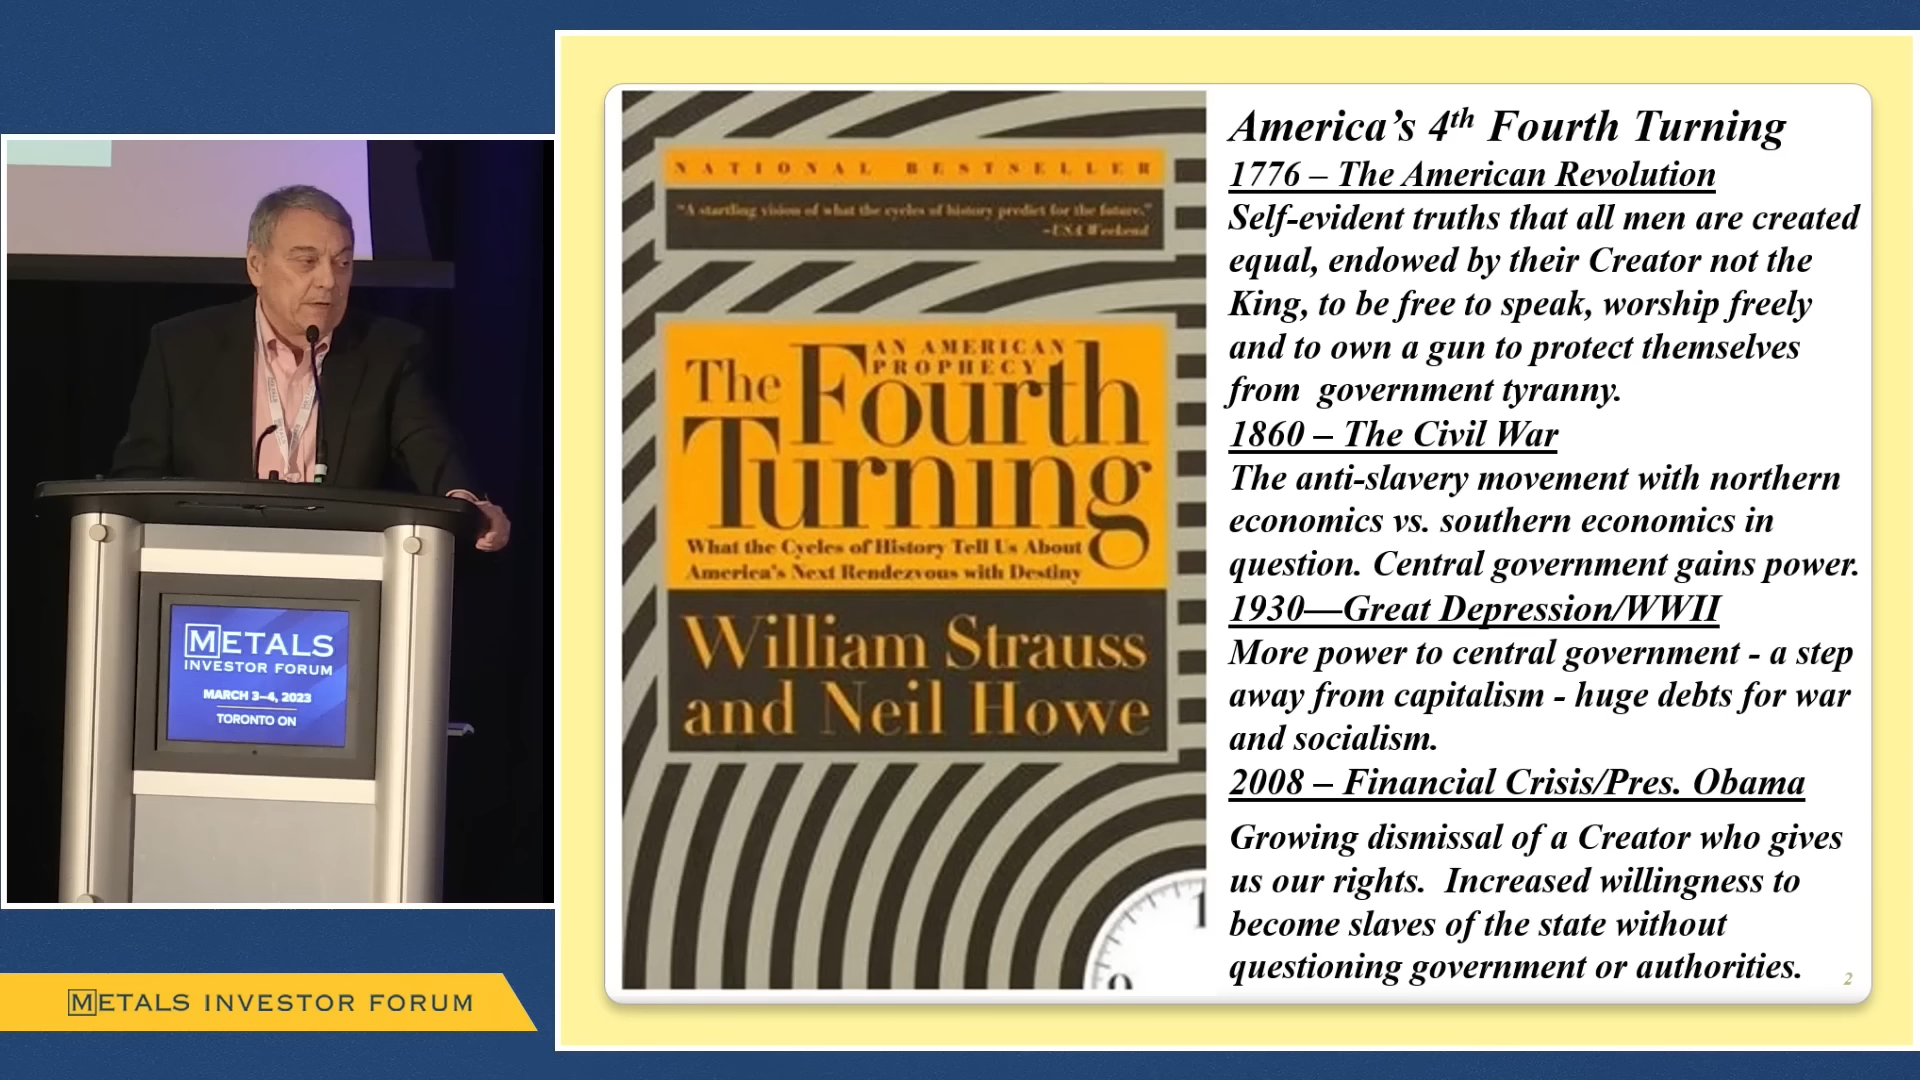 METALS
INVESTOR FORUM
MARCH 3–4, 2023
TORONTO ON
METALS INVESTOR FORUM
NATIONAL BESTSELLER
"A startling vision of what the cycles of history predict for the future."
–USA Weekend
AN AMERICAN
PROPHECY
The Fourth
Turning
What the Cycles of History Tell Us About
America's Next Rendezvous with Destiny
William Strauss
and Neil Howe
1
9
America's 4th Fourth Turning
1776 – The American Revolution
Self-evident truths that all men are created
equal, endowed by their Creator not the
King, to be free to speak, worship freely
and to own a gun to protect themselves
from  government tyranny.
1860 – The Civil War
The anti-slavery movement with northern
economics vs. southern economics in
question. Central government gains power.
1930—Great Depression/WWII
More power to central government - a step
away from capitalism - huge debts for war
and socialism.
2008 – Financial Crisis/Pres. Obama
Growing dismissal of a Creator who gives
us our rights.  Increased willingness to
become slaves of the state without
questioning government or authorities.
2